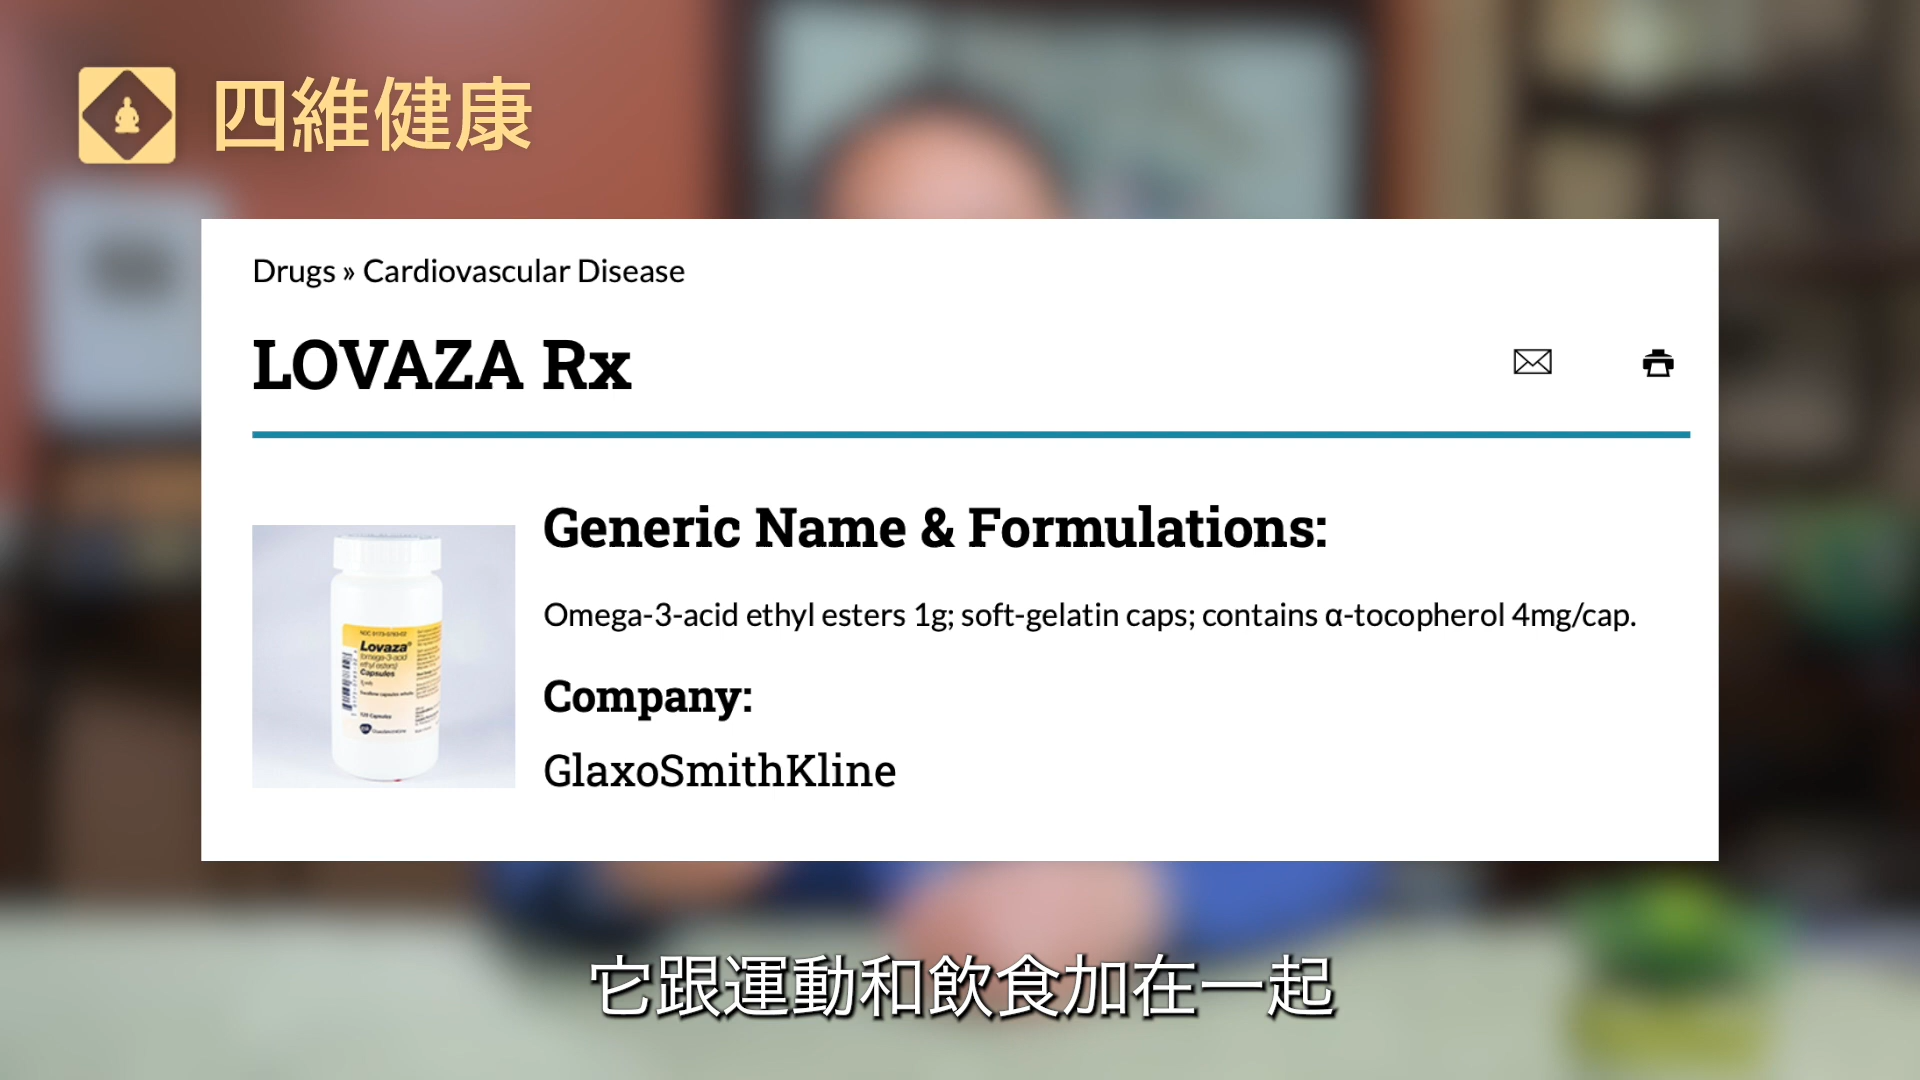 四維健康
Drugs » Cardiovascular Disease
LOVAZA Rx
Generic Name & Formulations:
Omega-3-acid ethyl esters 1g; soft-gelatin caps; contains α-tocopherol 4mg/cap.
Lovaza®
Capsules
Company:
GlaxoSmithKline
它跟運動和飲食加在一起